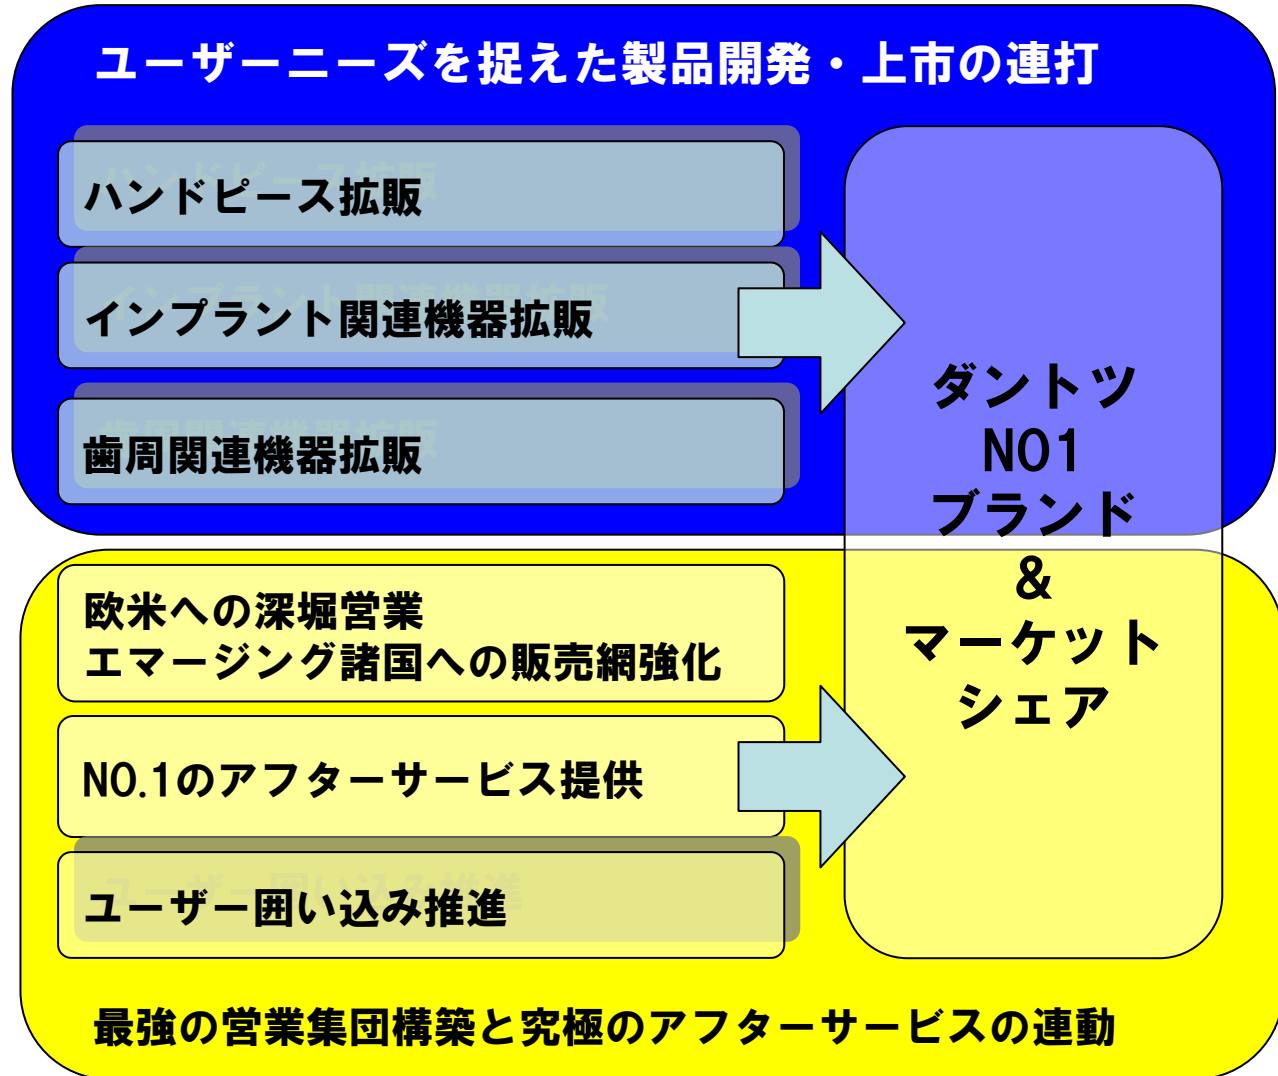 ユーザーニーズを捉えた製品開発・上市の連打
ハンドピース拡販
インプラント関連機器拡販
歯周関連機器拡販
ダントツ
NO1
ブランド
&
マーケット
シェア
欧米への深堀営業
エマージング諸国への販売網強化
NO.1のアフターサービス提供
ユーザー囲い込み推進
最強の営業集団構築と究極のアフターサービスの連動